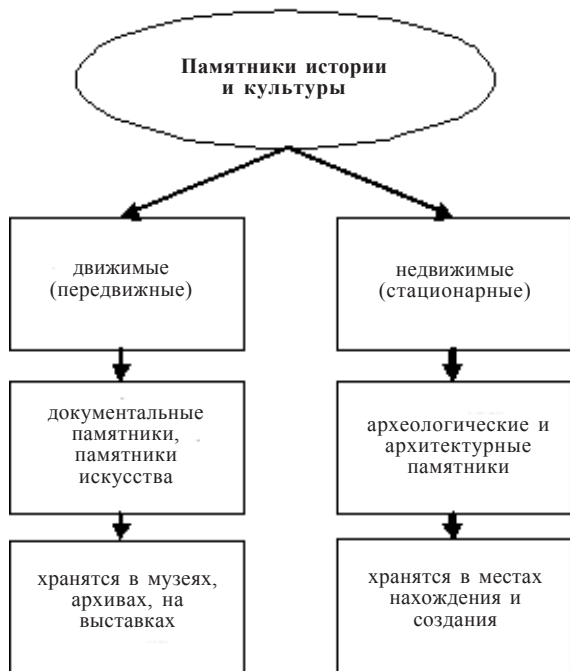 Памятники истории
и культуры
движимые
(передвижные)
недвижимые
(стационарные)
документальные
памятники,
памятники
искусства
археологические и
архитектурные
памятники
хранятся в музеях,
архивах, на
выставках
хранятся в местах
нахождения и
создания